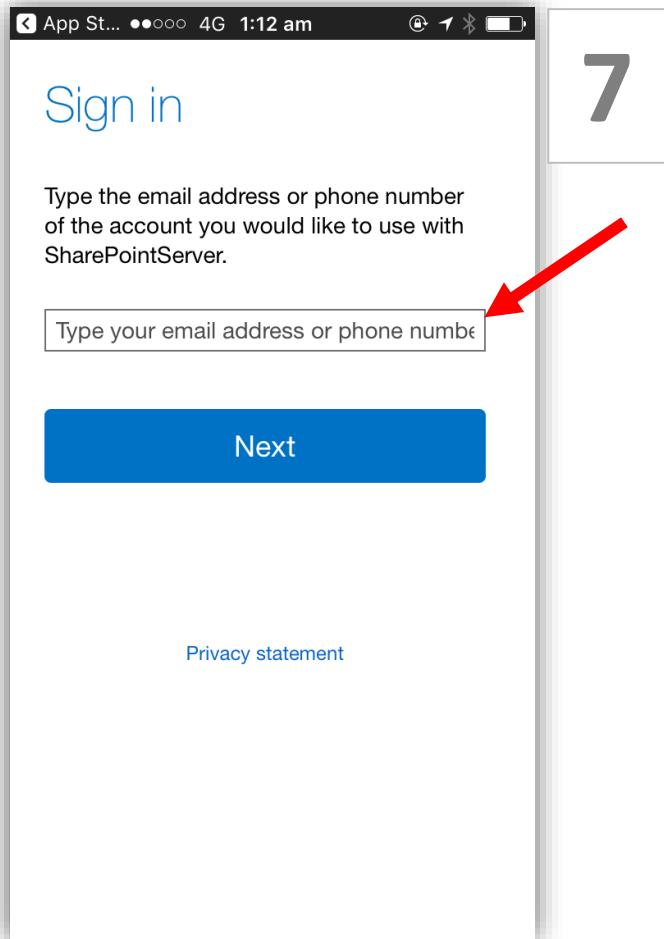 App St... 4G 1:12 am
7
Sign in
Type the email address or phone number
of the account you would like to use with
SharePointServer.
Type your email address or phone numbe
Next
Privacy statement